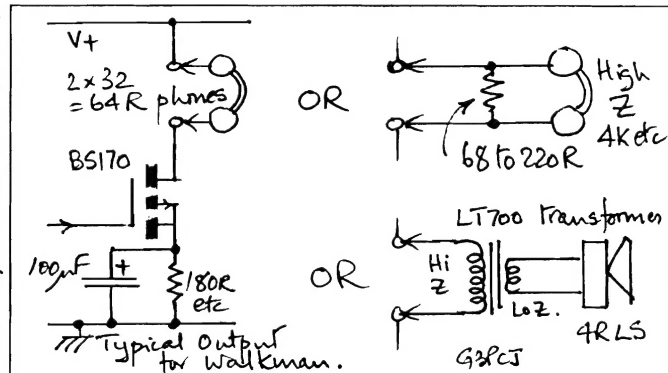 V+
2 x 32
= 64R phones
BS170
100µF
+
180R
etc
Typical Output
for Walkman.
OR
High
Z
4K etc
68 to 220R
OR
LT700 Transformer
Hi
Z
Lo Z.
4R LS
G3PCJ